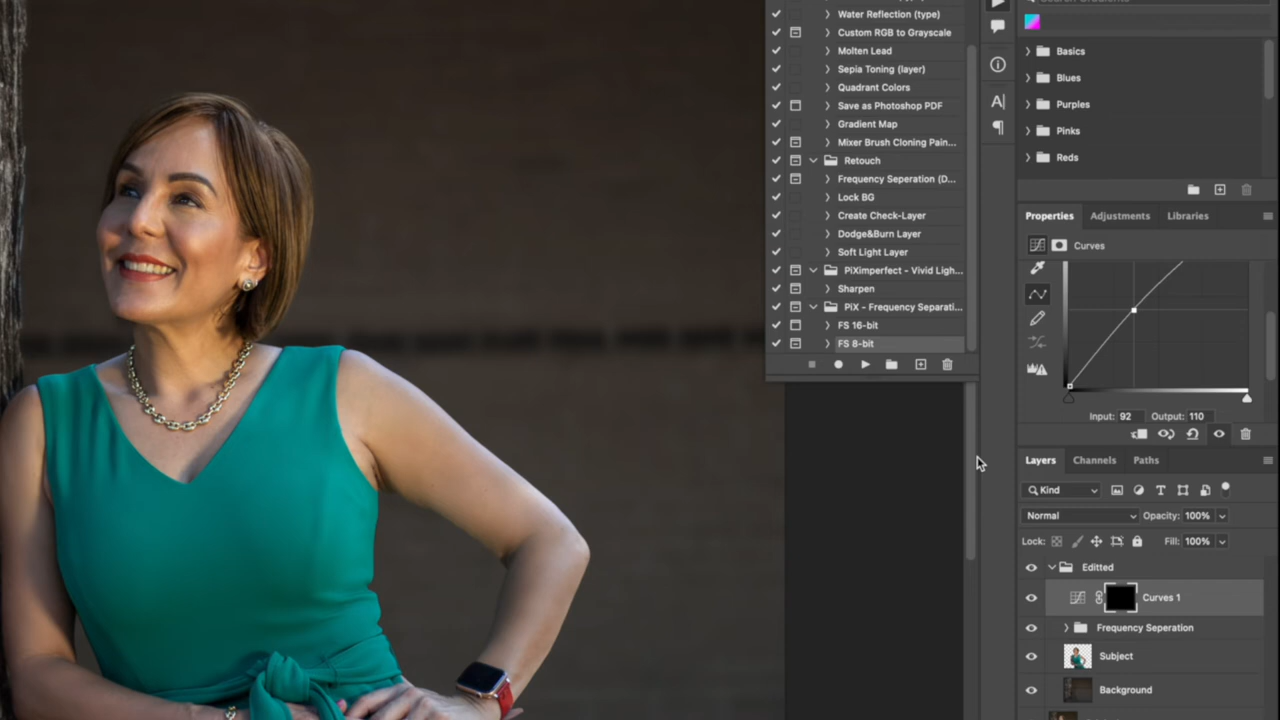 Water Reflection (type)
Custom RGB to Grayscale
Molten Lead
Sepia Toning (layer)
Quadrant Colors
Save as Photoshop PDF
Gradient Map
Mixer Brush Cloning Pain...
Retouch
Frequency Seperation (D...
Lock BG
Create Check-Layer
Dodge&Burn Layer
Soft Light Layer
PiXimperfect - Vivid Ligh...
Sharpen
PiX - Frequency Separati...
FS 16-bit
FS 8-bit
Basics
Blues
Purples
Pinks
Reds
Properties Adjustments Libraries
Curves
Input: 92 Output: 110
Layers Channels Paths
Kind
Normal Opacity: 100%
Lock: Fill: 100%
Editted
Curves 1
Frequency Seperation
Subject
Background